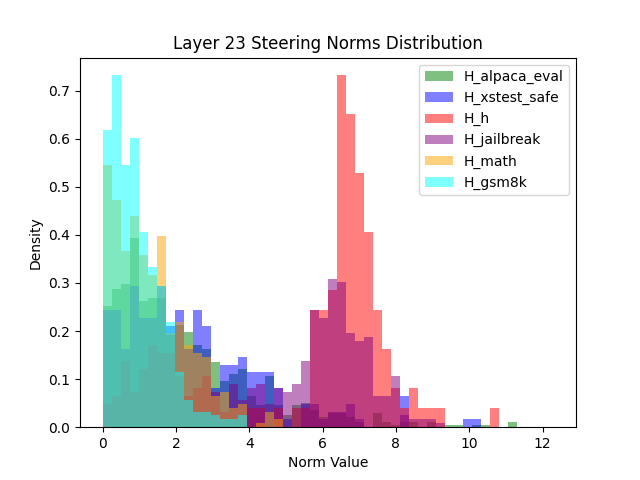 Layer 23 Steering Norms Distribution
H_alpaca_eval
H_xstest_safe
H_h
H_jailbreak
H_math
H_gsm8k
Density
0.7
0.6
0.5
0.4
0.3
0.2
0.1
0.0
0 2 4 6 8 10 12
Norm Value